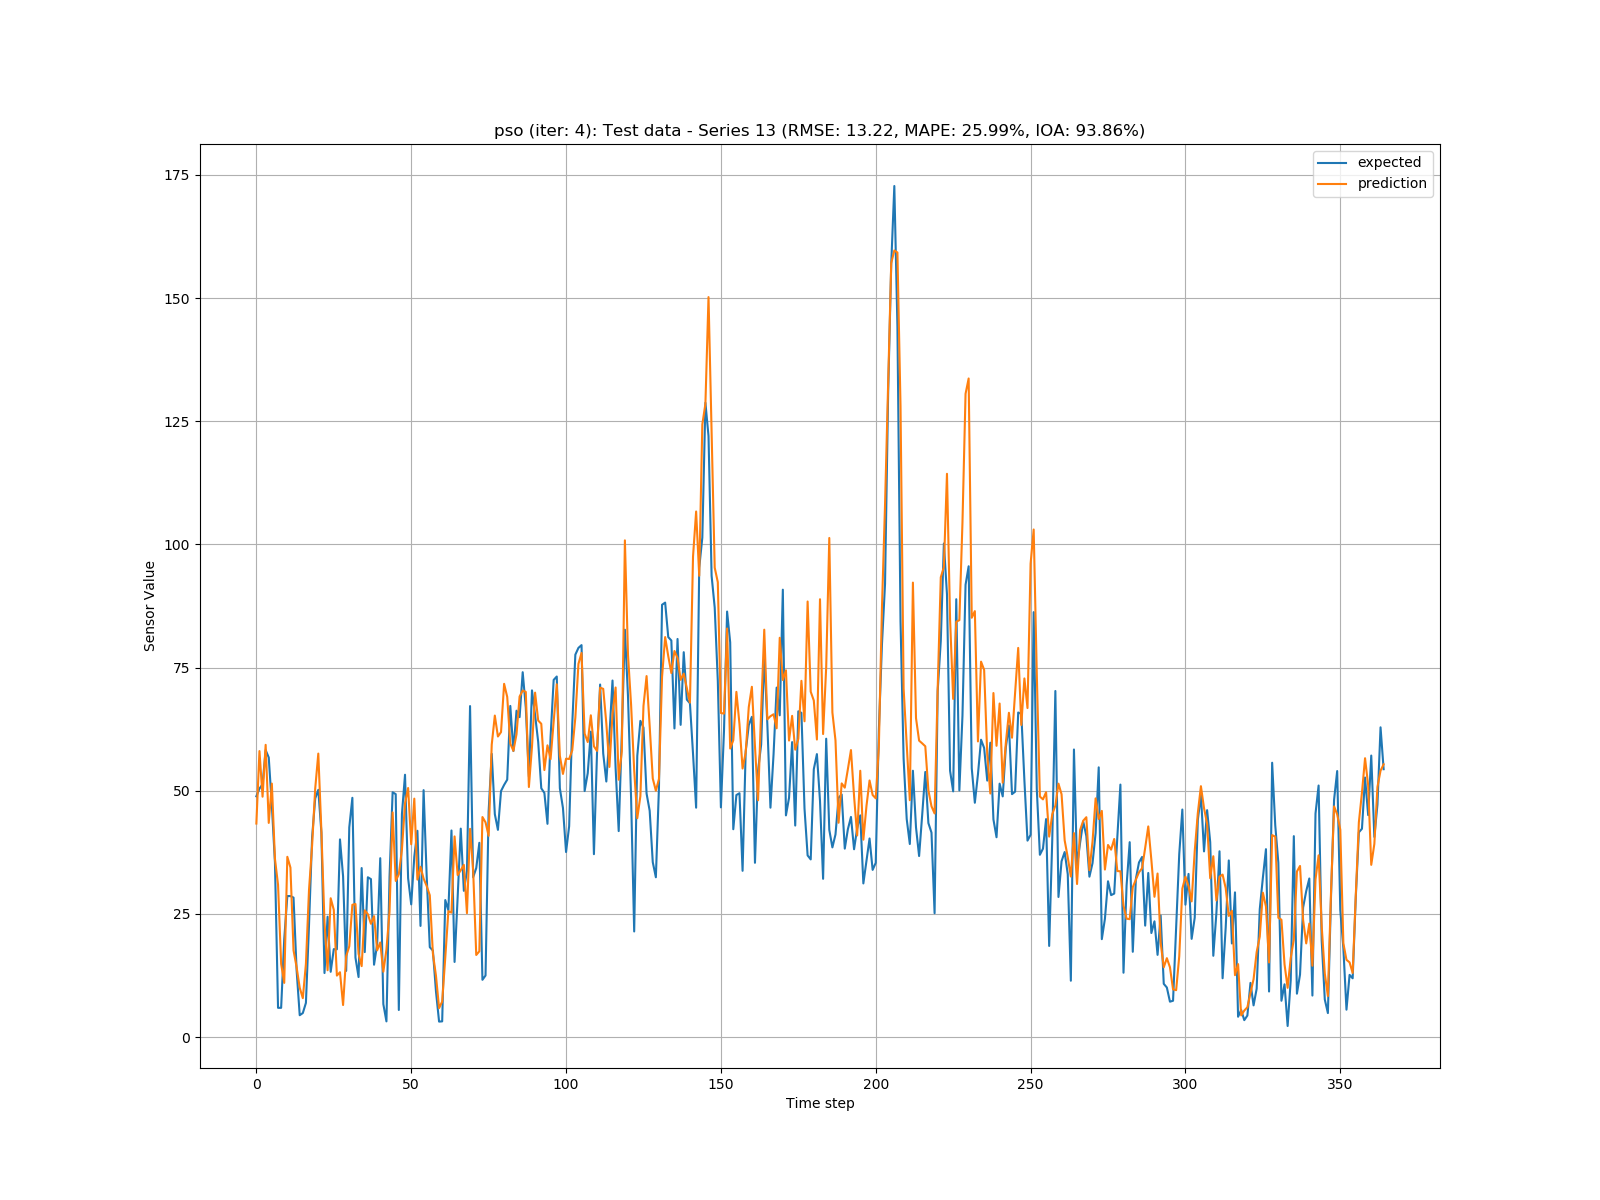 pso (iter: 4): Test data - Series 13 (RMSE: 13.22, MAPE: 25.99%, IOA: 93.86%)
expected
prediction
175
150
125
100
75
50
25
0
Sensor Value
0 50 100 150 200 250 300 350
Time step